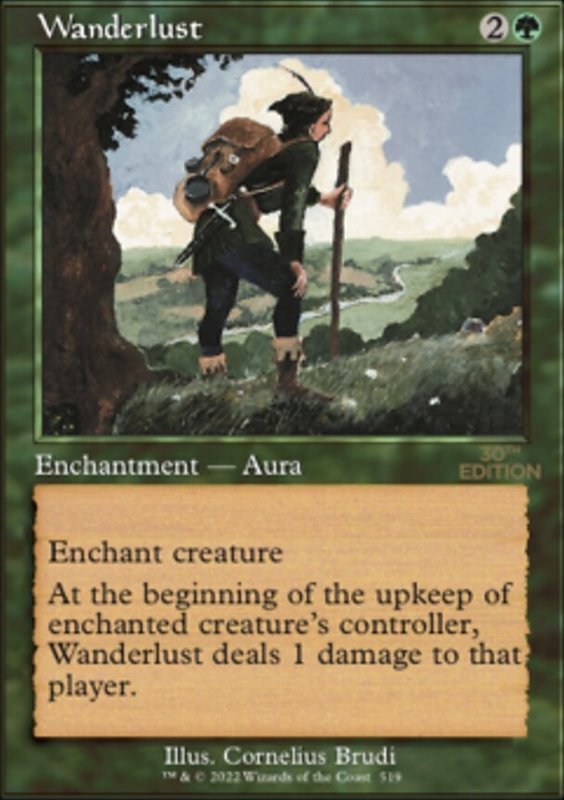 Wanderlust 2
Enchantment — Aura
30TH
EDITION
Enchant creature
At the beginning of the upkeep of
enchanted creature's controller,
Wanderlust deals 1 damage to that
player.
Illus. Cornelius Brudi
™ & © 2022 Wizards of the Coast 519